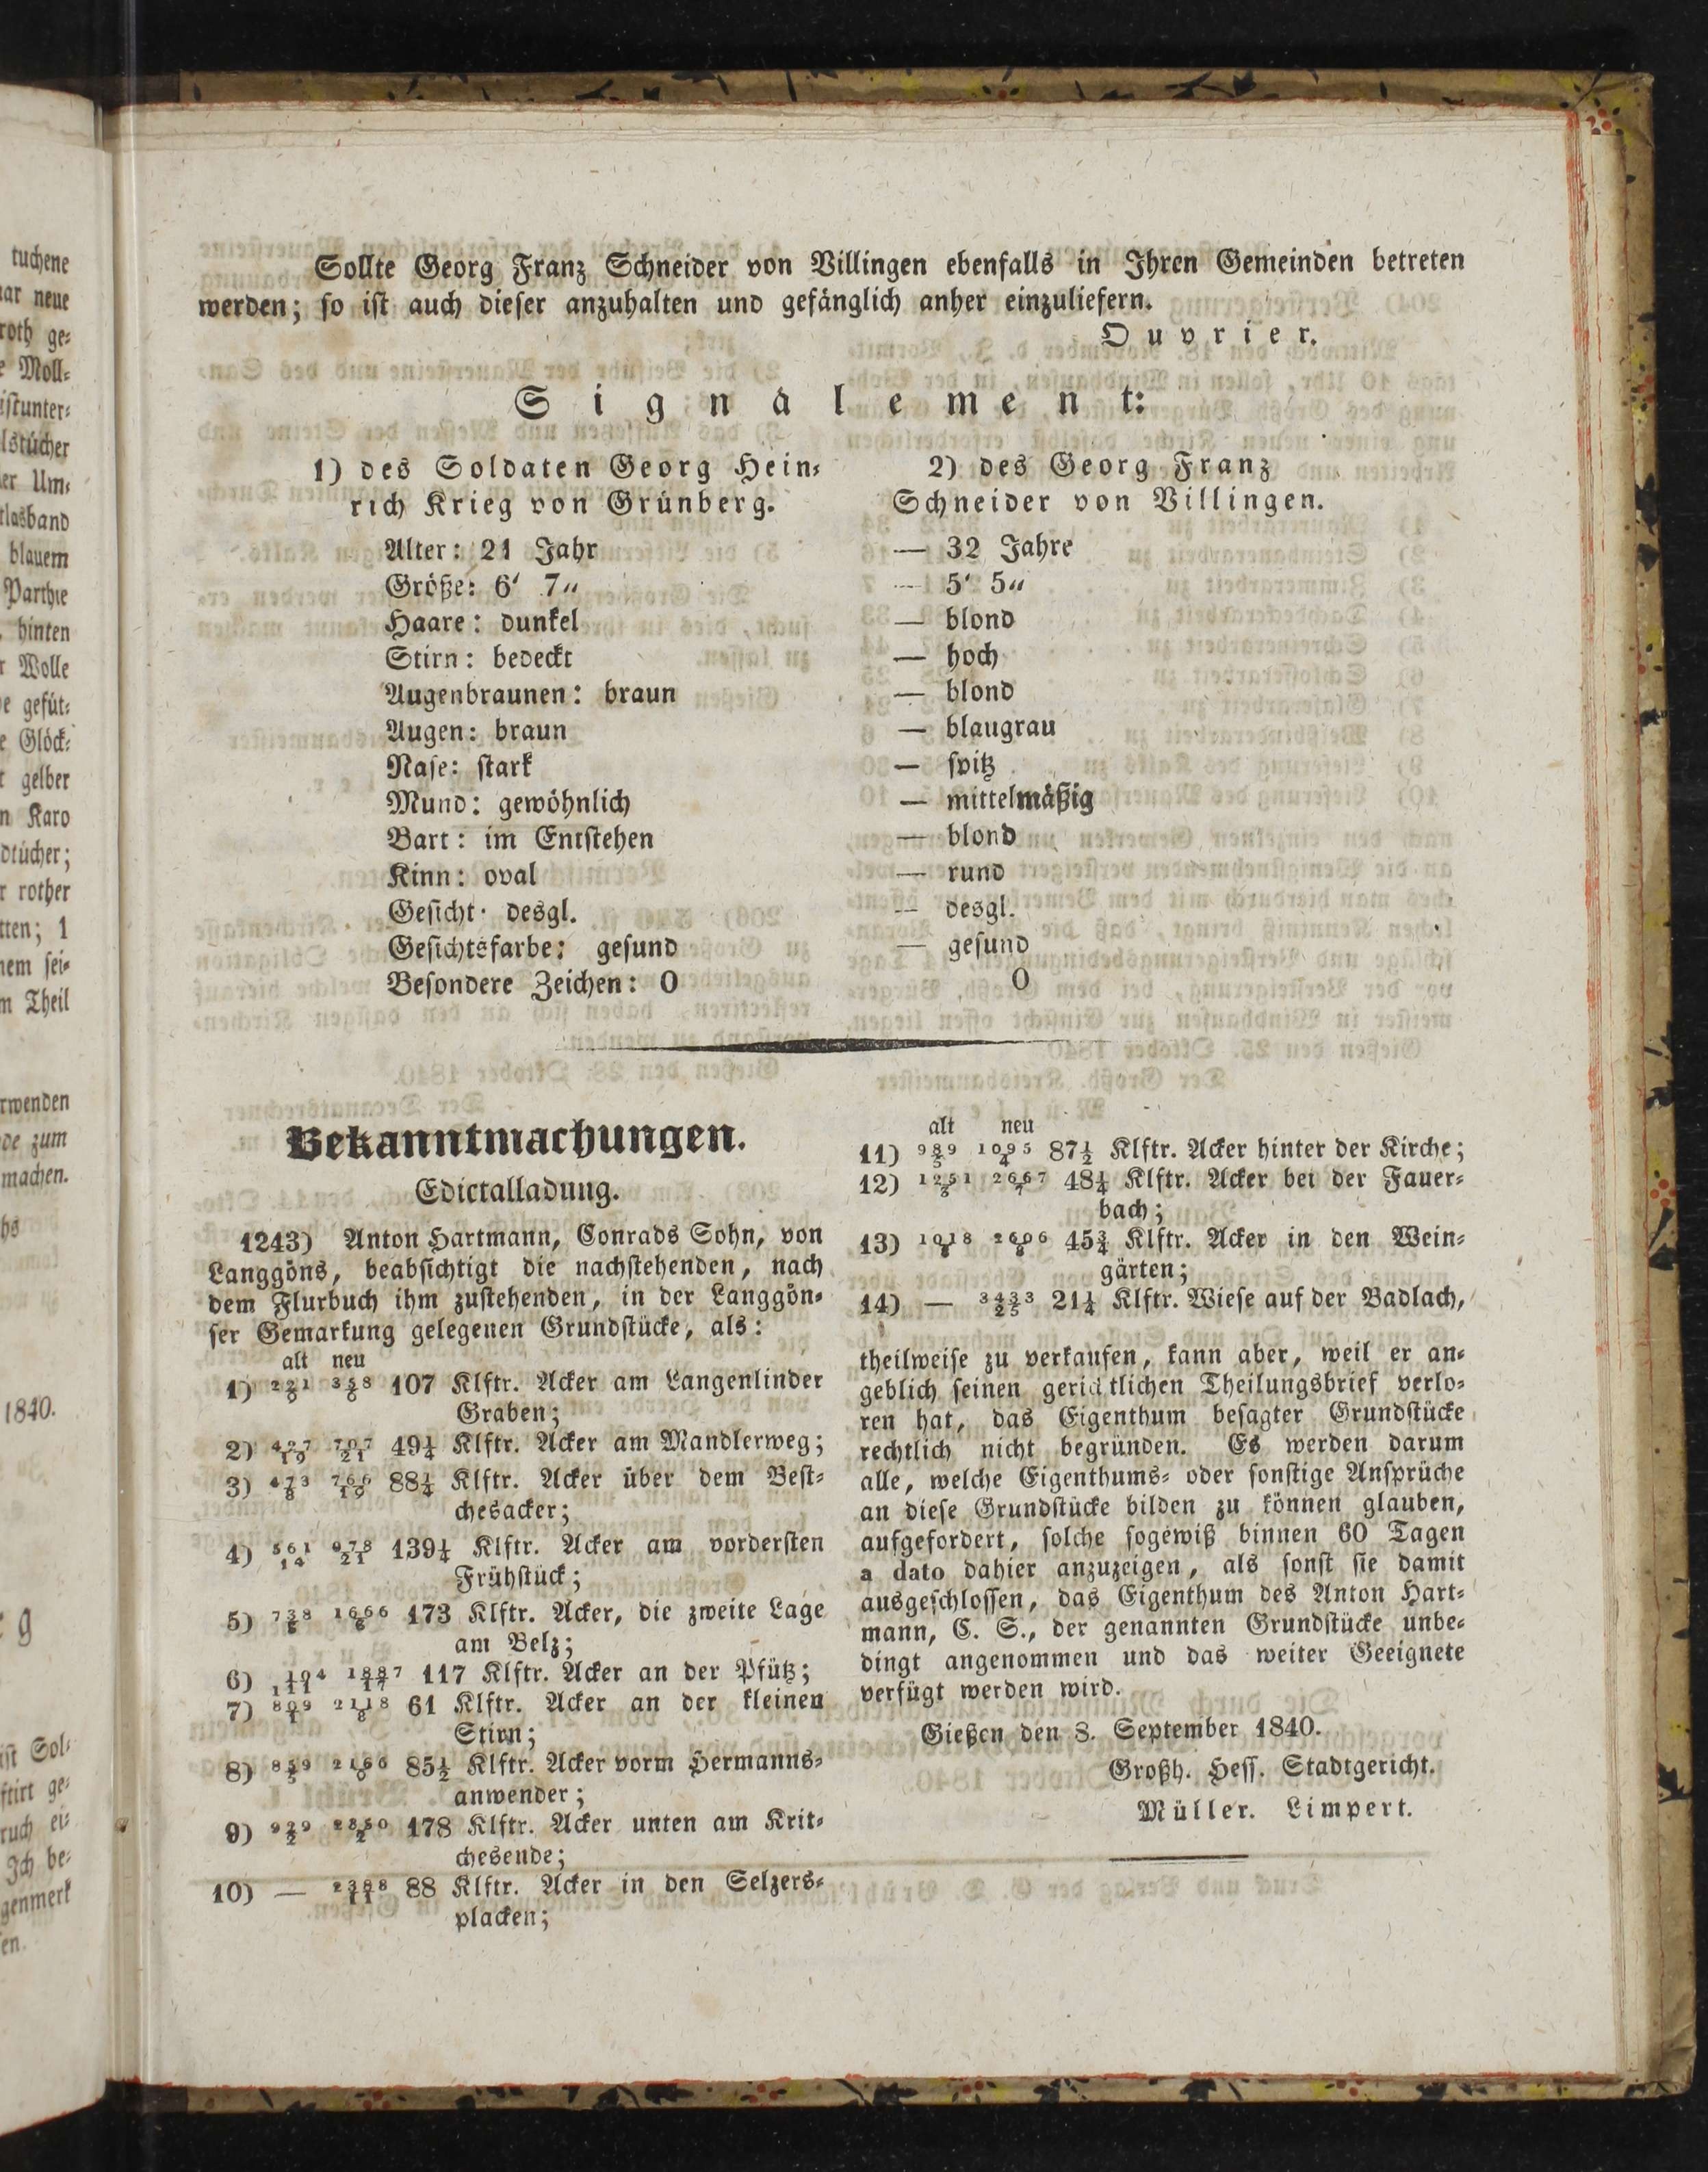 Sollte Georg Franz Schneider von Villingen ebenfalls in Ihren Gemeinden betreten
werden; so ist auch dieser anzuhalten und gefänglich anher einzuliefern.
Ouvrier.
Signalement:
1) des Soldaten Georg Hein-
rich Krieg von Grünberg.
Alter: 21 Jahr
Größe: 6' 7"
Haare: dunkel
Stirn: bedeckt
Augenbraunen: braun
Augen: braun
Nase: stark
Mund: gewöhnlich
Bart: im Entstehen
Kinn: oval
Gesicht· desgl.
Gesichtsfarbe: gesund
Besondere Zeichen: 0
2) des Georg Franz
Schneider von Villingen.
— 32 Jahre
— 5' 5"
— blond
— hoch
— blond
— blaugrau
— spitz
— mittelmäßig
— blond
— rund
— desgl.
— gesund
0
Bekanntmachungen.
Edictalladung.
1243) Anton Hartmann, Conrads Sohn, von
Langgöns, beabsichtigt die nachstehenden, nach
dem Flurbuch ihm zustehenden, in der Langgön-
ser Gemarkung gelegenen Grundstücke, als:
alt neu
1) 107 Klftr. Acker am Langenlinder
Graben;
2) 49¼ Klftr. Acker am Mandlerweg;
3) 88¼ Klftr. Acker über dem Best-
chesacker;
4) 139¼ Klftr. Acker am vordersten
Frühstück;
5) 173 Klftr. Acker, die zweite Lage
am Belz;
6) 117 Klftr. Acker an der Pfütz;
7) 61 Klftr. Acker an der kleinen
Stirn;
8) 85½ Klftr. Acker vorm Hermanns-
anwender;
9) 178 Klftr. Acker unten am Krit-
chesende;
10) — 88 Klftr. Acker in den Selzers-
placken;
alt neu
11) 87½ Klftr. Acker hinter der Kirche;
12) 48¼ Klftr. Acker bei der Fauer-
bach;
13) 45¾ Klftr. Acker in den Wein-
gärten;
14) — 21¼ Klftr. Wiese auf der Badlach,
theilweise zu verkaufen, kann aber, weil er an-
geblich seinen gerichtlichen Theilungsbrief verlo-
ren hat, das Eigenthum besagter Grundstücke
rechtlich nicht begründen. Es werden darum
alle, welche Eigenthums- oder sonstige Ansprüche
an diese Grundstücke bilden zu können glauben,
aufgefordert, solche sogewiß binnen 60 Tagen
a dato dahier anzuzeigen, als sonst sie damit
ausgeschlossen, das Eigenthum des Anton Hart-
mann, C. S., der genannten Grundstücke unbe-
dingt angenommen und das weiter Geeignete
verfügt werden wird.
Gießen den 8. September 1840.
Großh. Hess. Stadtgericht.
Müller. Limpert.